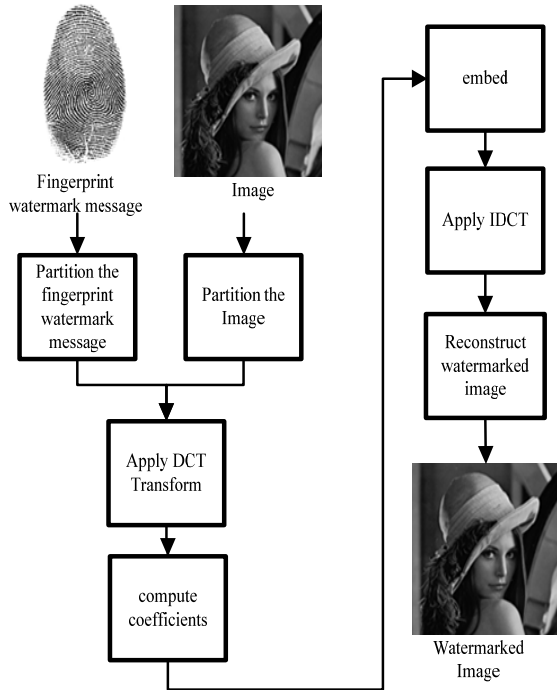 Fingerprint
watermark message
Image
Partition the
fingerprint
watermark
message
Partition the
Image
Apply DCT
Transform
compute
coefficients
embed
Apply IDCT
Reconstruct
watermarked
image
Watermarked
Image